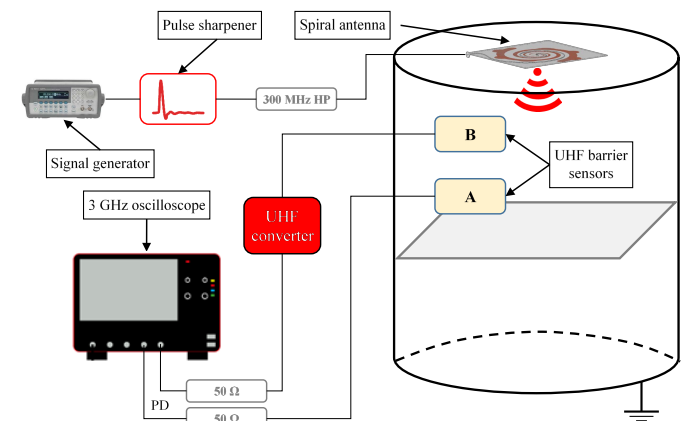 Pulse sharpener
Spiral antenna
300 MHz HP
Signal generator
B
UHF barrier
sensors
A
3 GHz oscilloscope
UHF
converter
50 Ω
PD
50 Ω